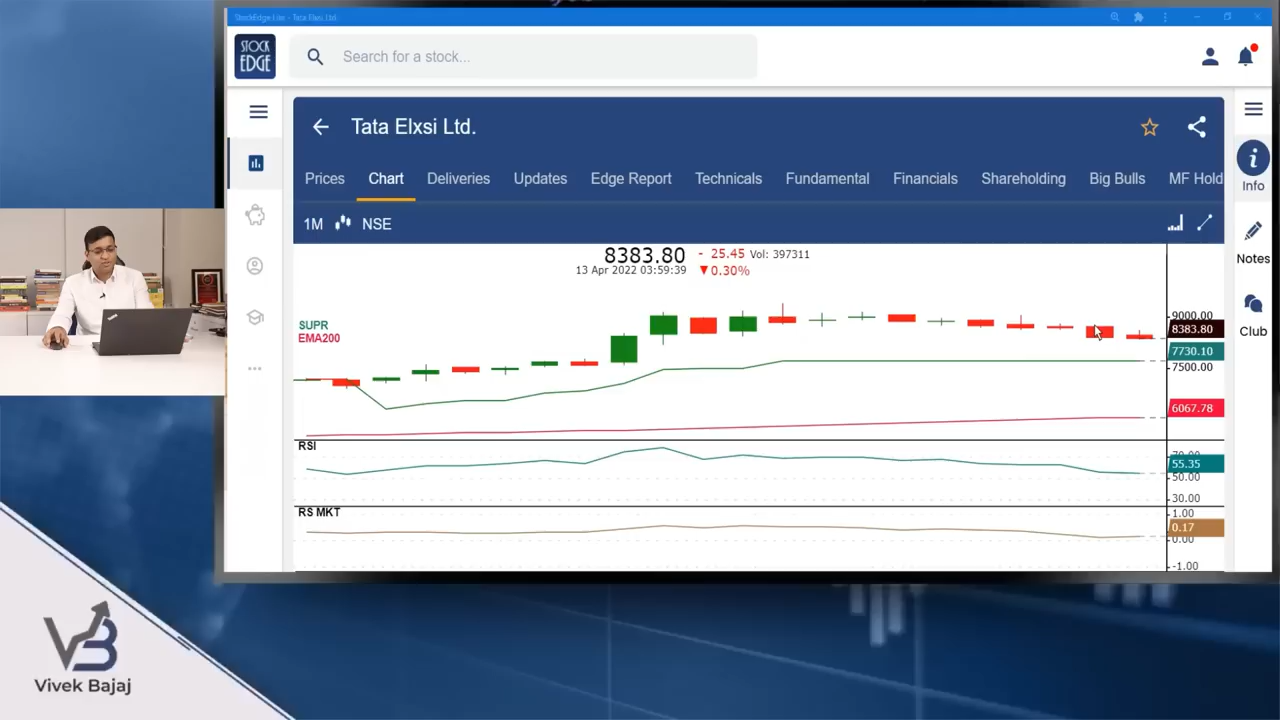 StockEdge Lite - Tata Elxsi Ltd.
STOCK
EDGE
Search for a stock...
Tata Elxsi Ltd.
Prices Chart Deliveries Updates Edge Report Technicals Fundamental Financials Shareholding Big Bulls MF Hold
1M NSE
Info
Notes
Club
8383.80 - 25.45 Vol: 397311
13 Apr 2022 03:59:39 ▼0.30%
SUPR
EMA200
9000.00
8383.80
7730.10
7500.00
6067.78
RSI
70.00
55.35
50.00
30.00
RS MKT
1.00
0.17
0.00
-1.00
VB
Vivek Bajaj